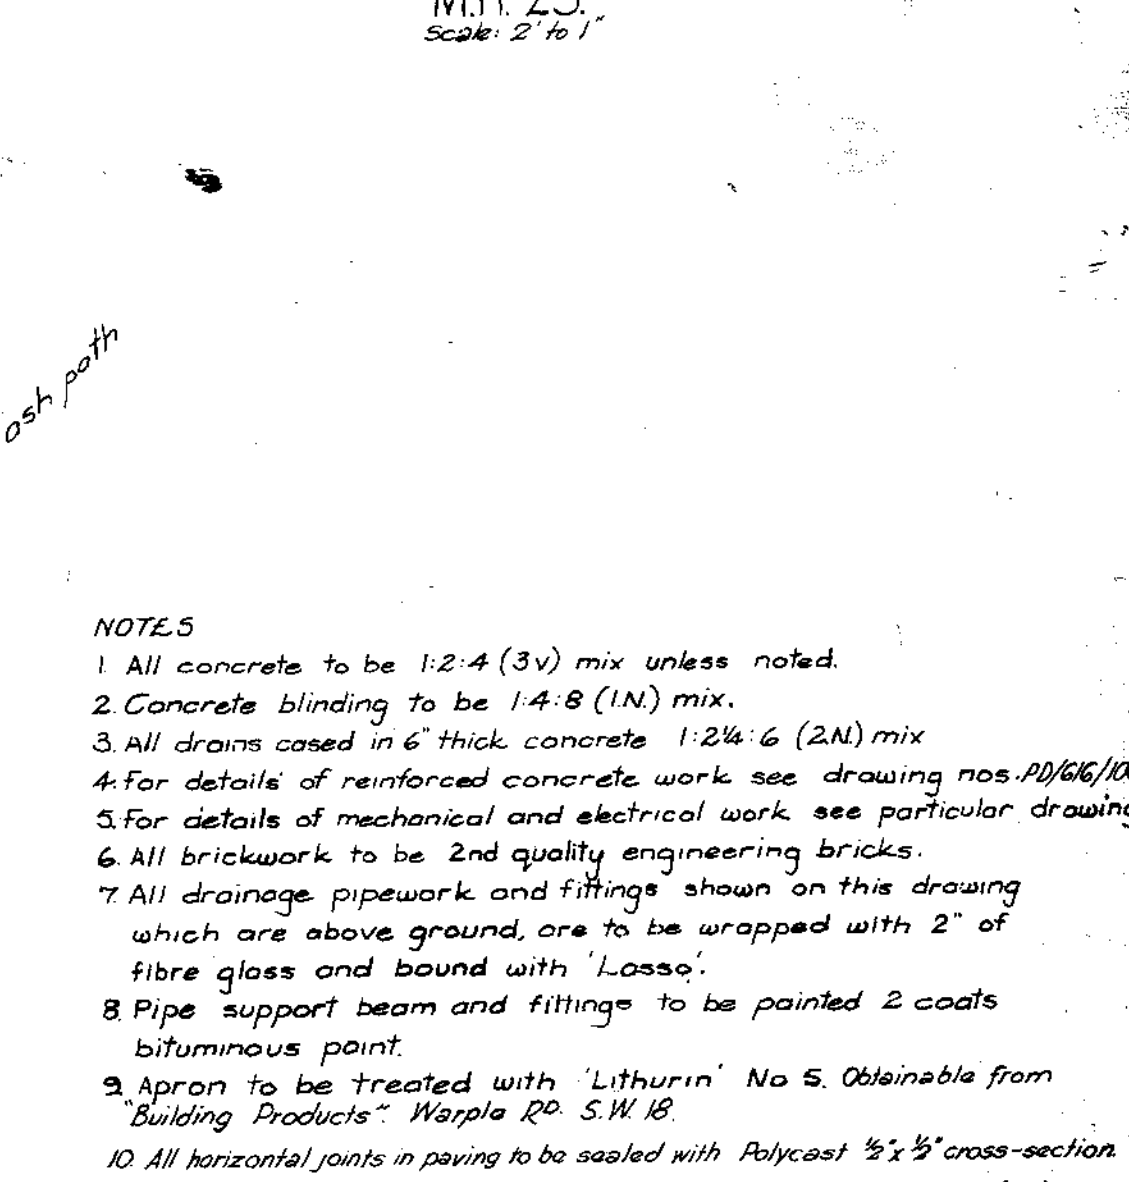 M.H. 23.
Scale: 2' to 1"
ash path
NOTES
1. All concrete to be 1:2:4 (3v) mix unless noted.
2. Concrete blinding to be 1:4:8 (1.N.) mix.
3. All drains cased in 6" thick concrete 1:2¼:6 (2.N.) mix
4. For details of reinforced concrete work see drawing nos. PD/616/10
5. For details of mechanical and electrical work see particular drawing
6. All brickwork to be 2nd quality engineering bricks.
7. All drainage pipework and fittings shown on this drawing
which are above ground, are to be wrapped with 2" of
fibre glass and bound with 'Lasso'.
8. Pipe support beam and fittings to be painted 2 coats
bituminous paint.
9. Apron to be treated with 'Lithurin' No 5. Obtainable from
"Building Products". Warple RD. S.W. 18.
10. All horizontal joints in paving to be sealed with Polycast ½" x ½" cross-section.